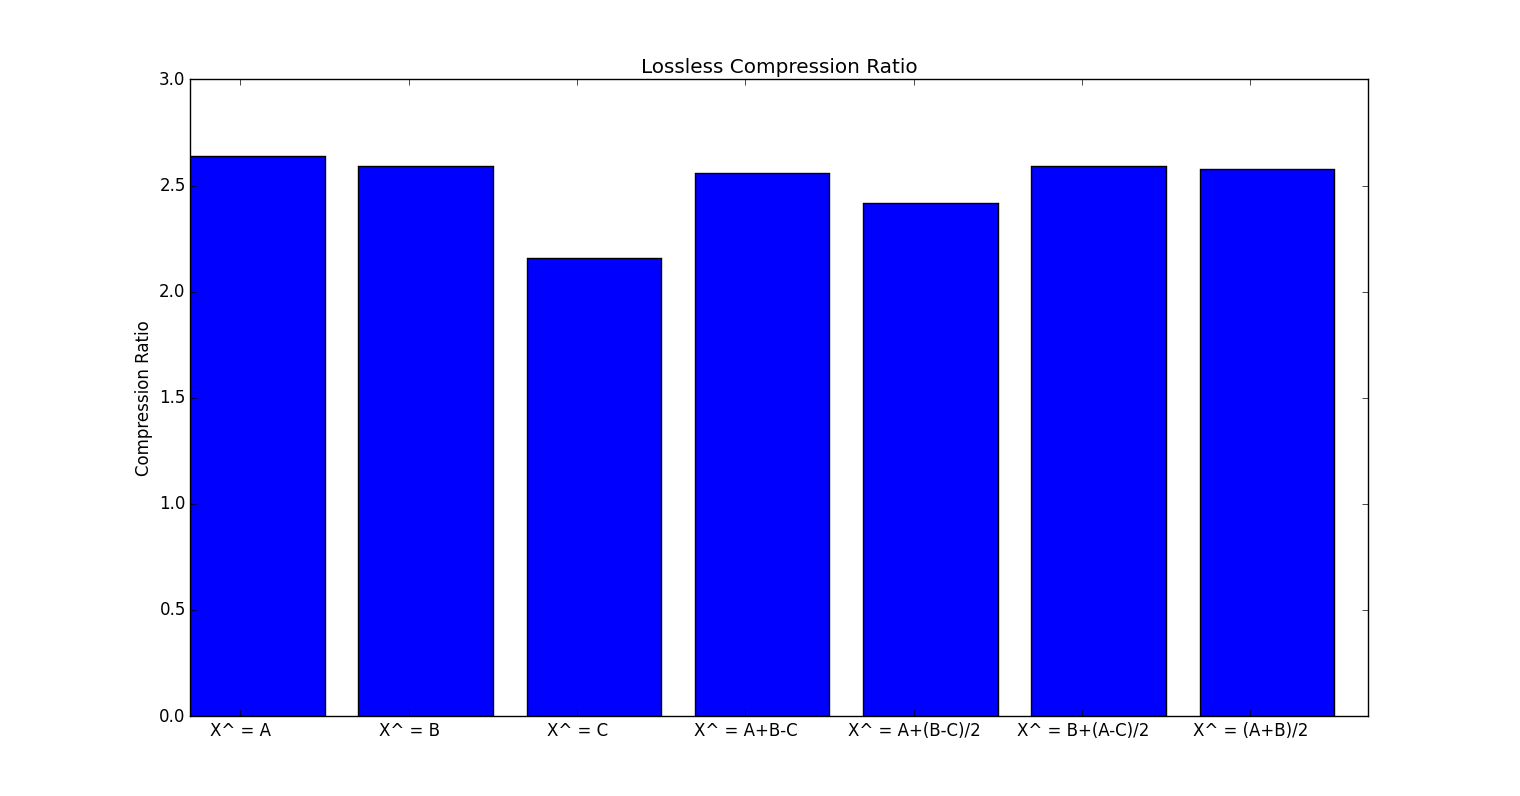 Lossless Compression Ratio
3.0
2.5
2.0
1.5
1.0
0.5
0.0
Compression Ratio
X^ = A
X^ = B
X^ = C
X^ = A+B-C
X^ = A+(B-C)/2
X^ = B+(A-C)/2
X^ = (A+B)/2